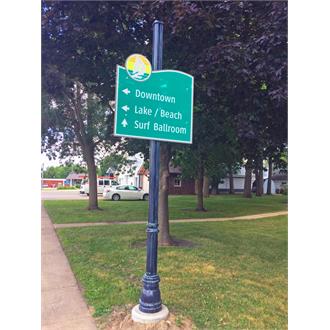 ← Downtown
← Lake / Beach
↑ Surf Ballroom